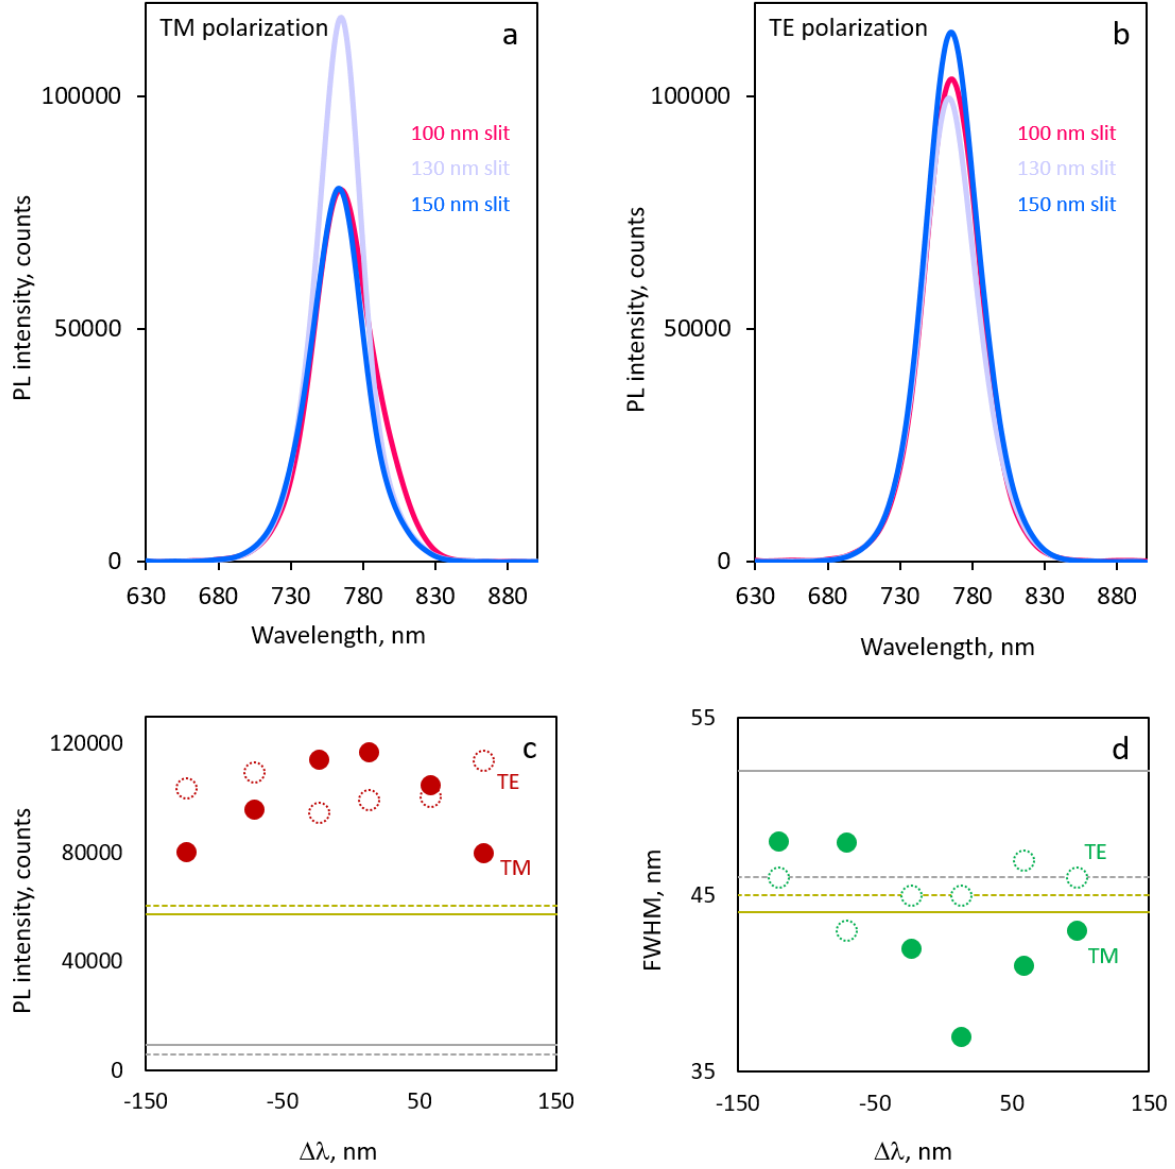 TM polarization
a
PL intensity, counts
100000
50000
0
100 nm slit
130 nm slit
150 nm slit
630 680 730 780 830 880
Wavelength, nm
TE polarization
b
PL intensity, counts
100000
50000
0
100 nm slit
130 nm slit
150 nm slit
630 680 730 780 830 880
Wavelength, nm
c
PL intensity, counts
120000
80000
40000
0
TE
TM
-150 -50 50 150
Δλ, nm
d
FWHM, nm
55
45
35
TE
TM
-150 -50 50 150
Δλ, nm